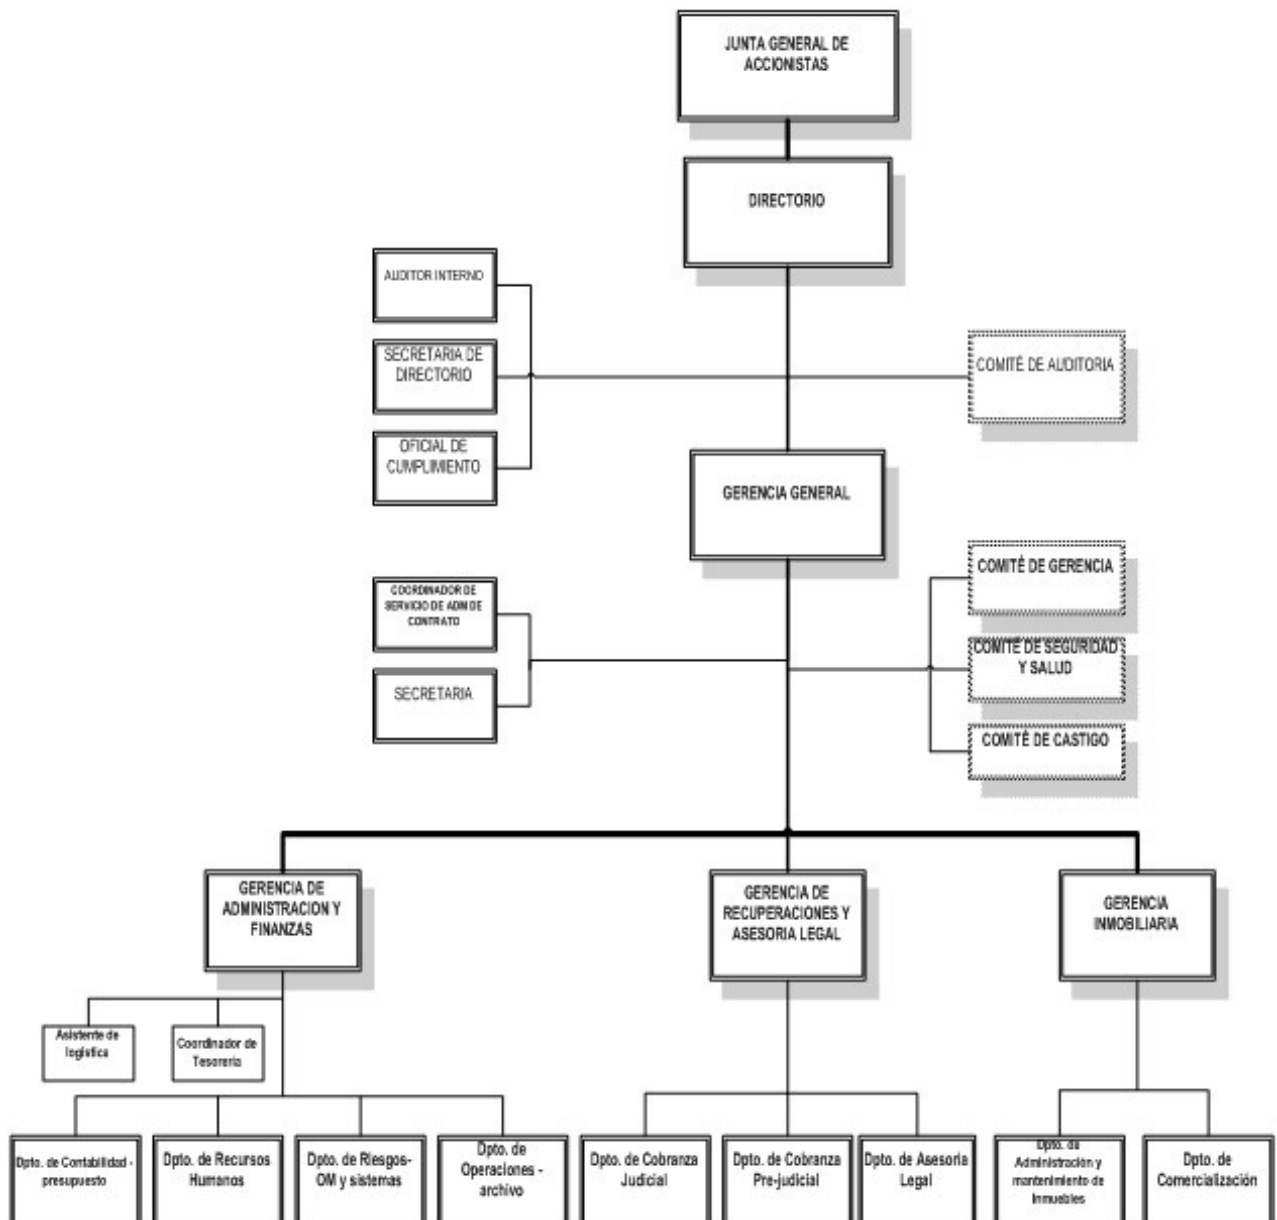 JUNTA GENERAL DE
ACCIONISTAS
DIRECTORIO
AUDITOR INTERNO
SECRETARIA DE
DIRECTORIO
OFICIAL DE
CUMPLIMIENTO
COMITÉ DE AUDITORIA
GERENCIA GENERAL
COORDINADOR DE
SERVICIO DE ADM DE
CONTRATO
SECRETARIA
COMITÉ DE GERENCIA
COMITÉ DE SEGURIDAD
Y SALUD
COMITÉ DE CASTIGO
GERENCIA DE
ADMINISTRACION Y
FINANZAS
GERENCIA DE
RECUPERACIONES Y
ASESORIA LEGAL
GERENCIA
INMOBILIARIA
Asistente de
logística
Coordinador de
Tesorería
Dpto. de Contabilidad -
presupuesto
Dpto. de Recursos
Humanos
Dpto. de Riesgos-
OM y sistemas
Dpto. de
Operaciones -
archivo
Dpto. de Cobranza
Judicial
Dpto. de Cobranza
Pre-judicial
Dpto. de Asesoría
Legal
Dpto. de
Administración y
mantenimiento de
Inmuebles
Dpto. de
Comercialización